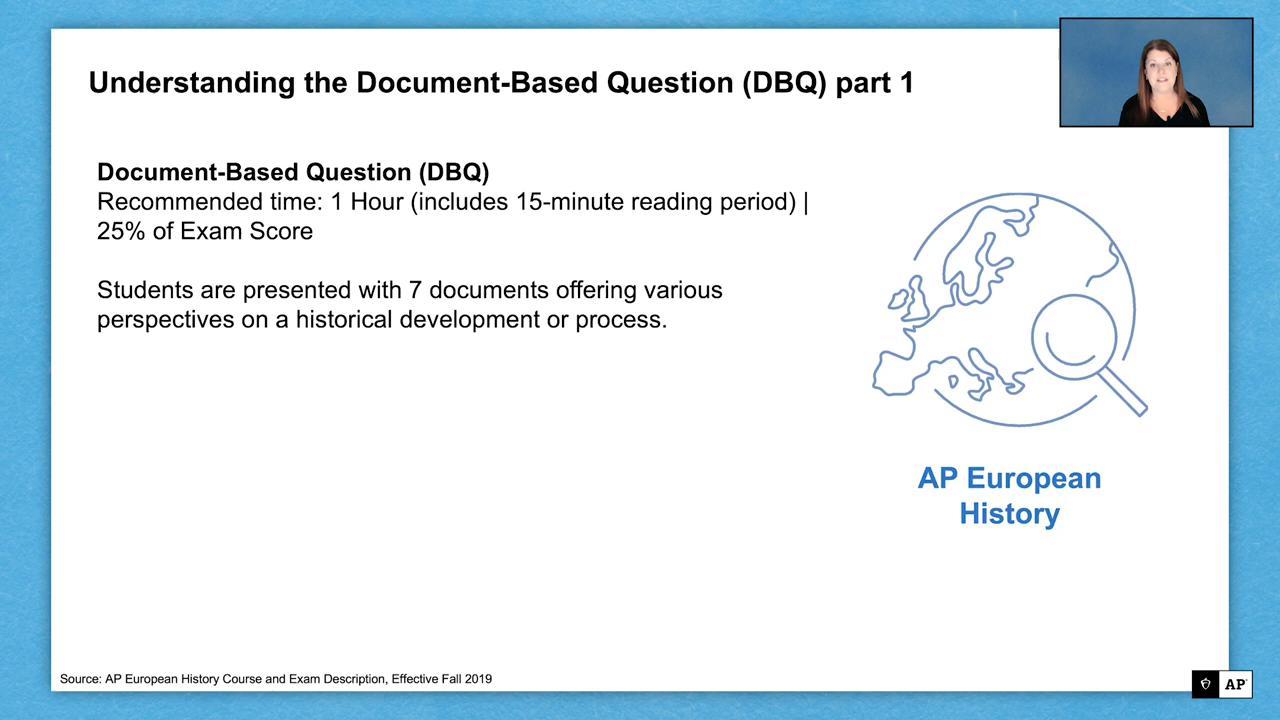 Understanding the Document-Based Question (DBQ) part 1
Document-Based Question (DBQ)
Recommended time: 1 Hour (includes 15-minute reading period) |
25% of Exam Score
Students are presented with 7 documents offering various
perspectives on a historical development or process.
AP European
History
Source: AP European History Course and Exam Description, Effective Fall 2019
AP®